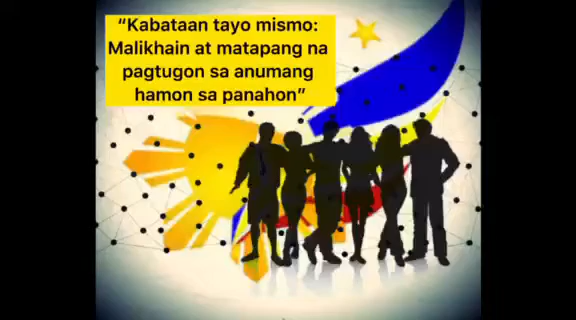 “Kabataan tayo mismo:
Malikhain at matapang na
pagtugon sa anumang
hamon sa panahon”